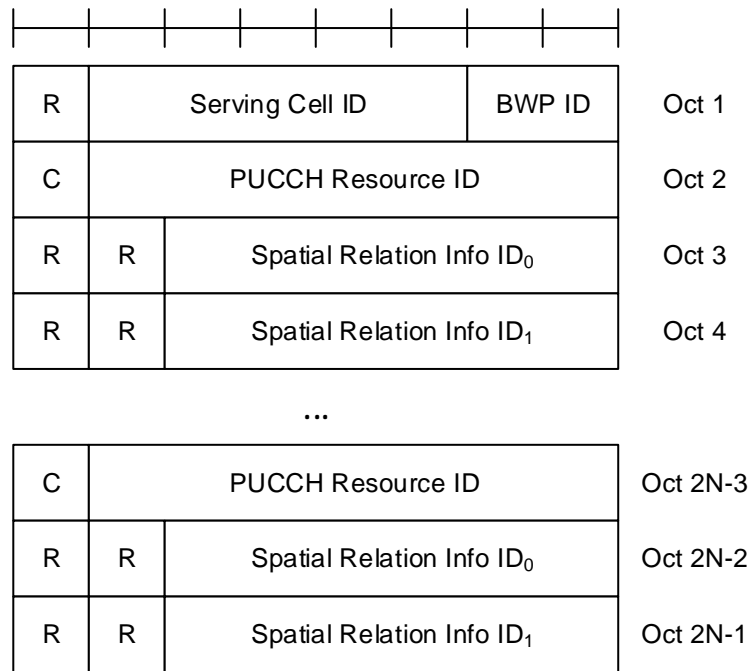 R Serving Cell ID BWP ID Oct 1
C PUCCH Resource ID Oct 2
R R Spatial Relation Info ID₀ Oct 3
R R Spatial Relation Info ID₁ Oct 4
...
C PUCCH Resource ID Oct 2N-3
R R Spatial Relation Info ID₀ Oct 2N-2
R R Spatial Relation Info ID₁ Oct 2N-1